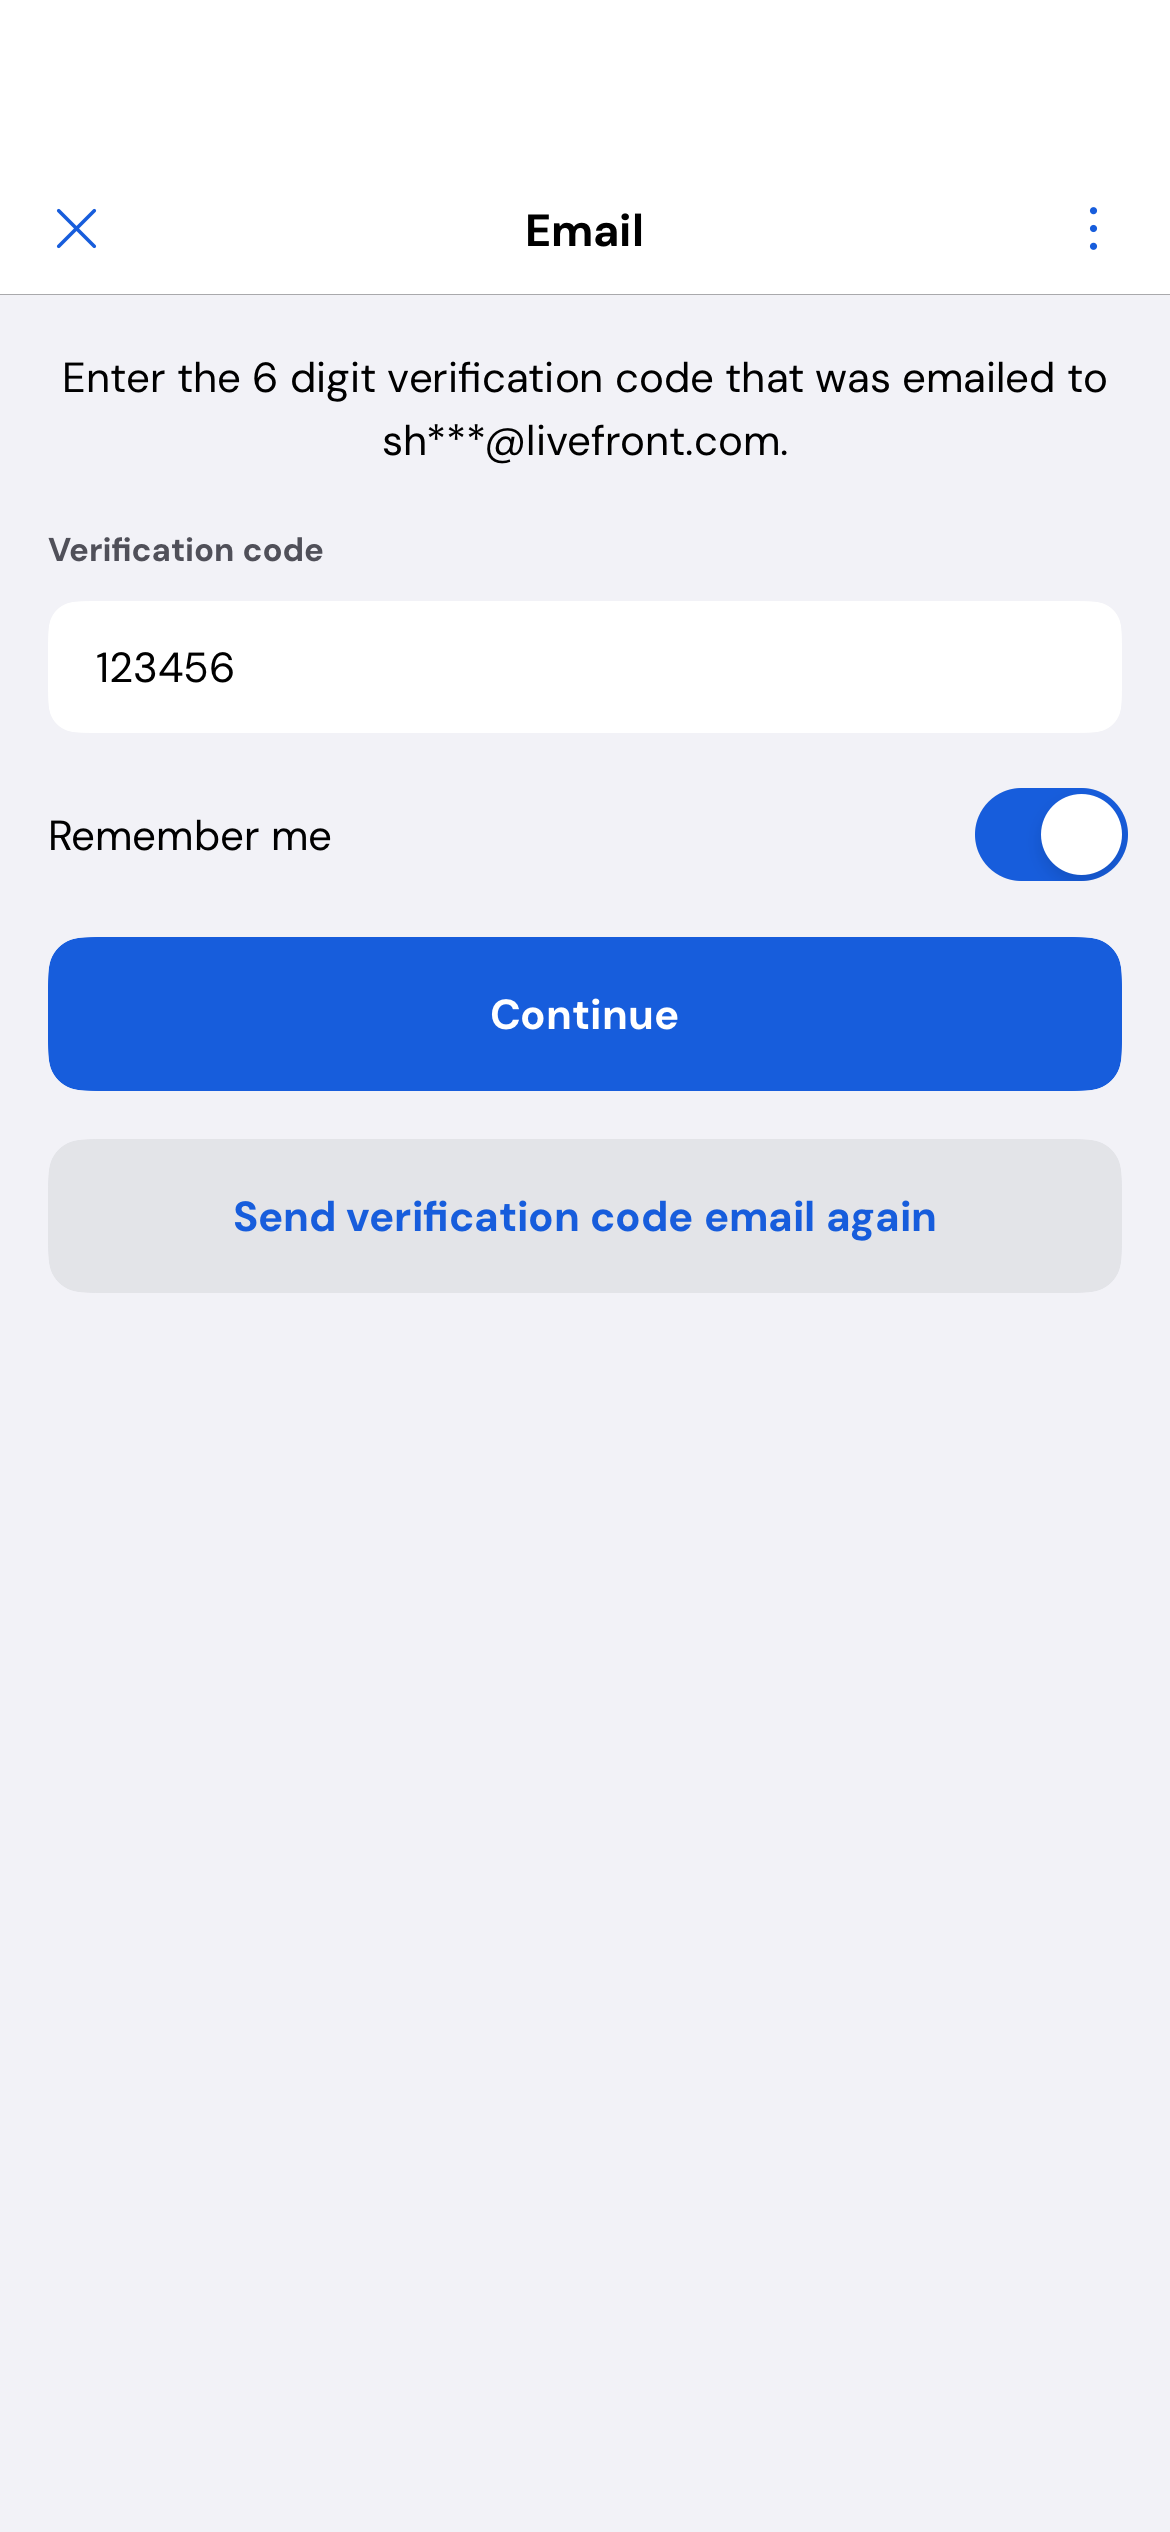 Email
Enter the 6 digit verification code that was emailed to
sh***@livefront.com.
Verification code
123456
Remember me
Continue
Send verification code email again